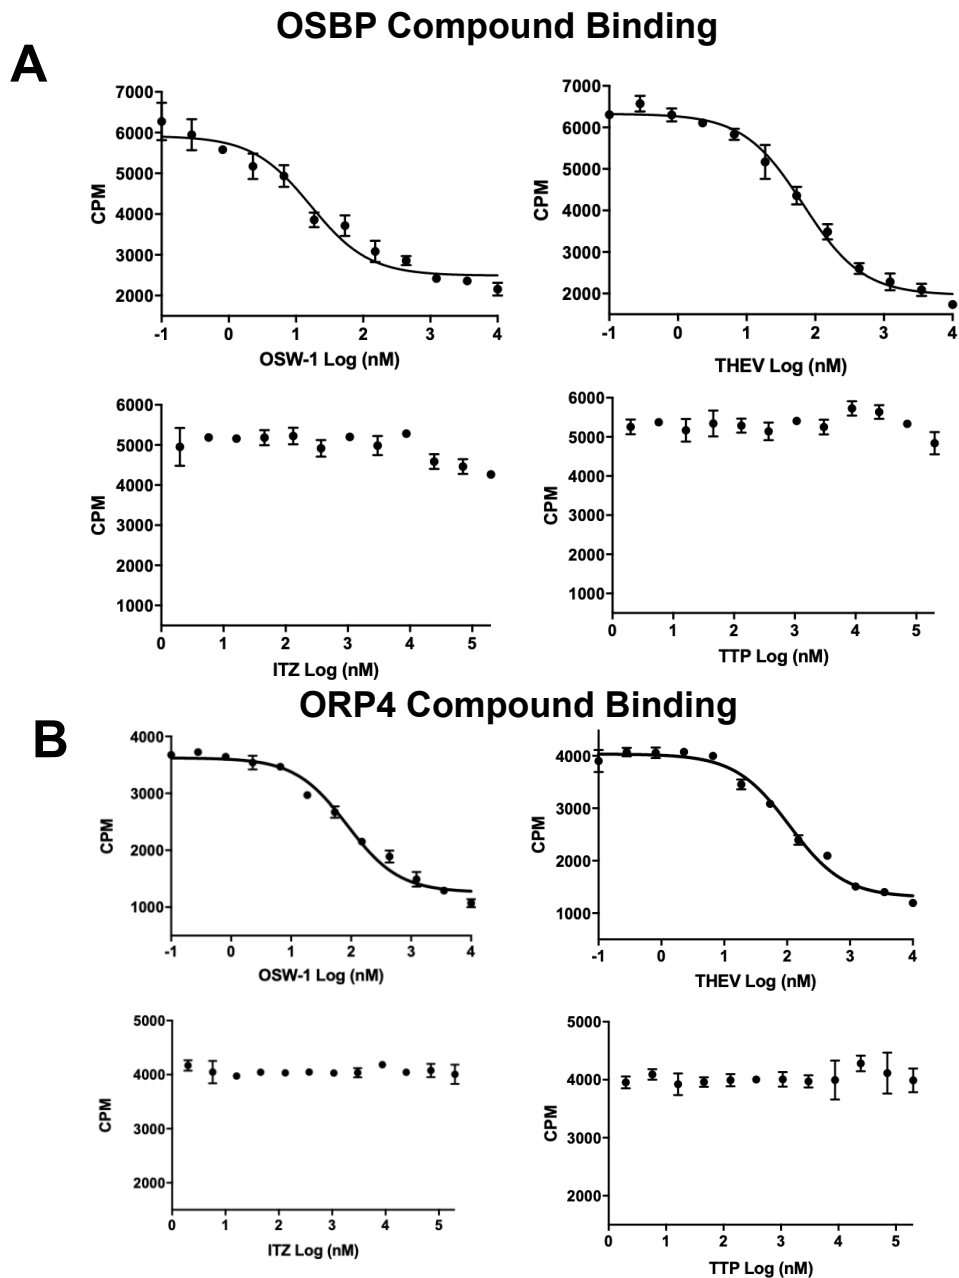 OSBP Compound Binding
A
7000
6000
5000
4000
3000
2000
CPM
-1 0 1 2 3 4
OSW-1 Log (nM)
7000
6000
5000
4000
3000
2000
CPM
-1 0 1 2 3 4
THEV Log (nM)
6000
5000
4000
3000
2000
1000
CPM
0 1 2 3 4 5
ITZ Log (nM)
6000
5000
4000
3000
2000
1000
CPM
0 1 2 3 4 5
TTP Log (nM)
ORP4 Compound Binding
B
4000
3000
2000
1000
CPM
-1 0 1 2 3 4
OSW-1 Log (nM)
4000
3000
2000
1000
CPM
-1 0 1 2 3 4
THEV Log (nM)
5000
4000
3000
2000
CPM
0 1 2 3 4 5
ITZ Log (nM)
5000
4000
3000
2000
CPM
0 1 2 3 4 5
TTP Log (nM)